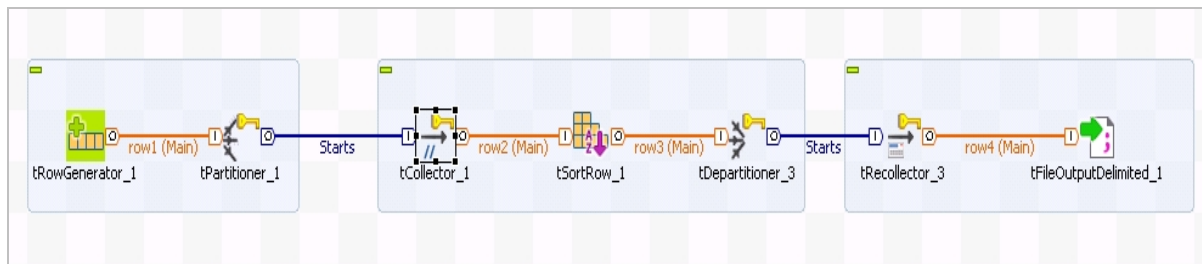 row1 (Main)
Starts
row2 (Main)
row3 (Main)
Starts
row4 (Main)
tRowGenerator_1
tPartitioner_1
tCollector_1
tSortRow_1
tDepartitioner_3
tRecollector_3
tFileOutputDelimited_1